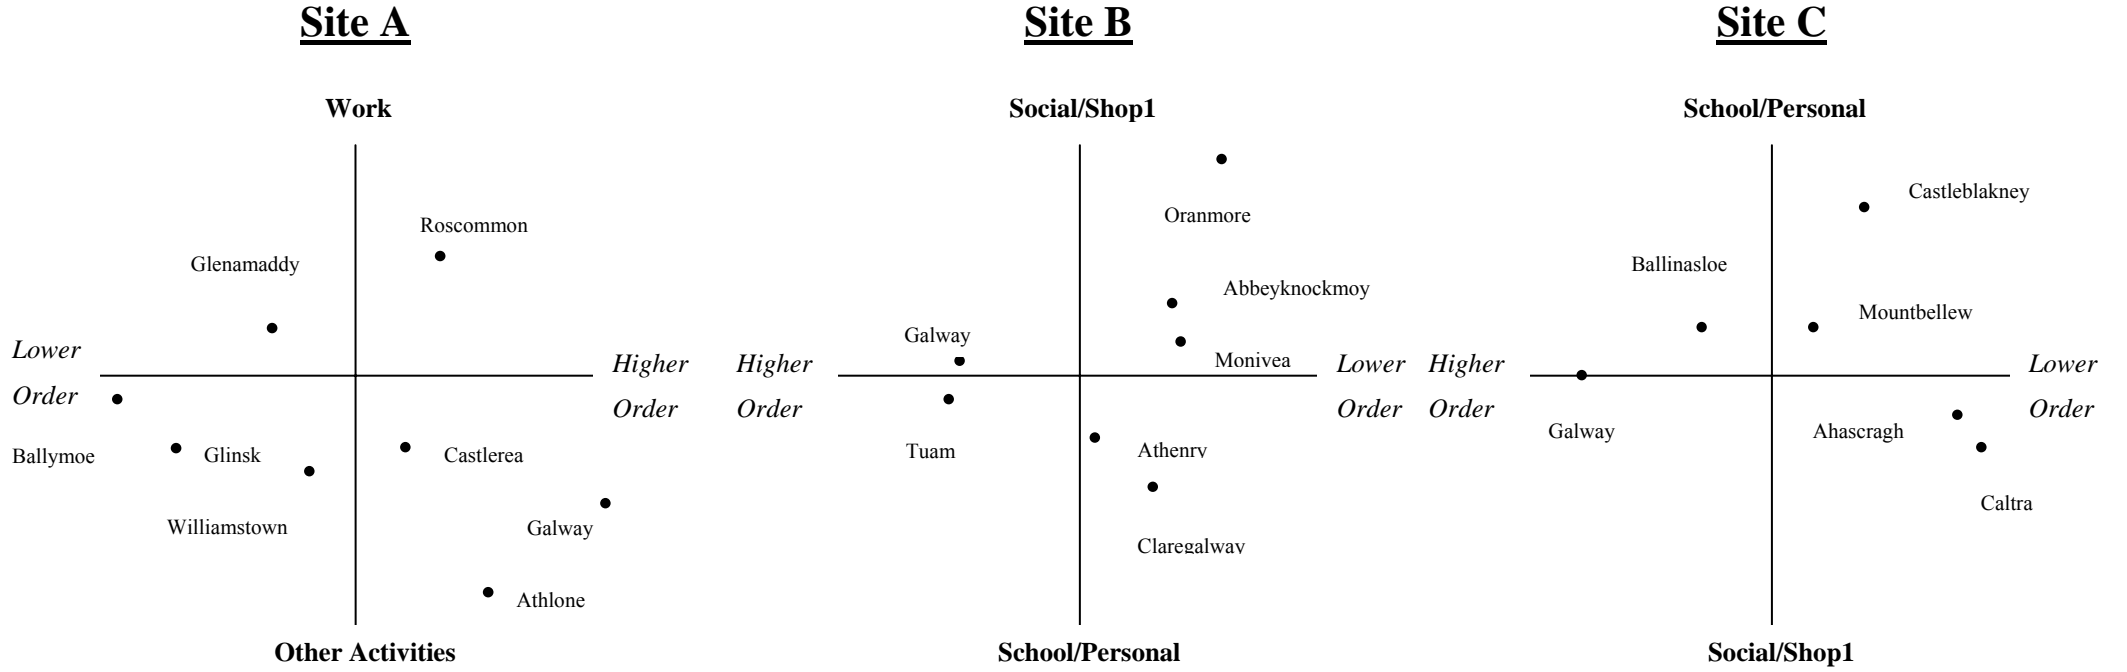 Site A
Site B
Site C
Work
Social/Shop1
School/Personal
Roscommon
Glenamaddy
Lower
Order
Higher
Order
Ballymoe
Glinsk
Castlerea
Williamstown
Galway
Athlone
Other Activities
Oranmore
Abbeyknockmoy
Galway
Monivea
Higher
Order
Lower
Order
Tuam
Athenry
Claregalway
School/Personal
Castleblakney
Ballinasloe
Mountbellew
Higher
Order
Lower
Order
Galway
Ahascragh
Caltra
Social/Shop1